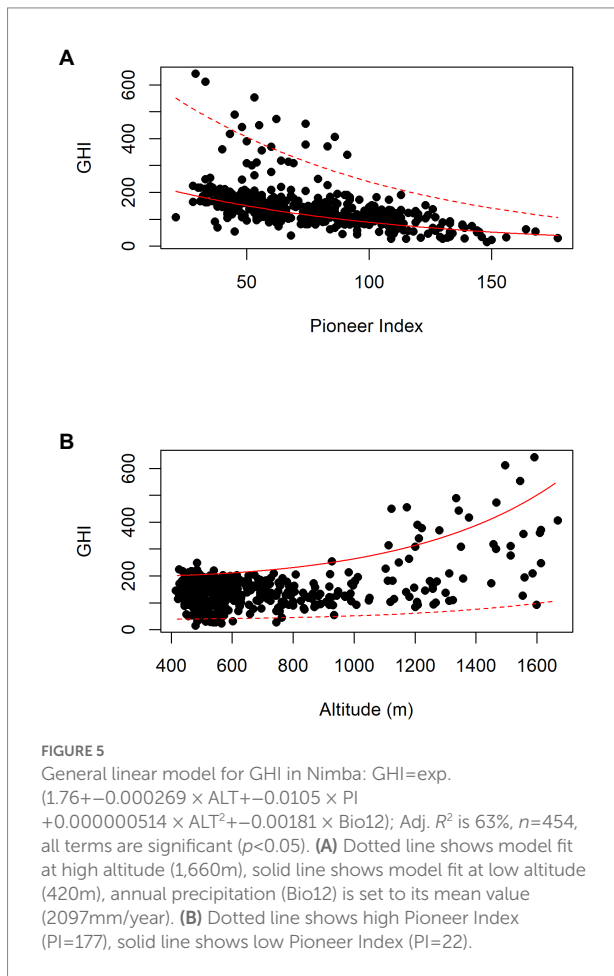 A
600
400
200
0
GHI
50
100
150
Pioneer Index
B
600
400
200
0
GHI
400
600
800
1000
1200
1400
1600
Altitude (m)
FIGURE 5
General linear model for GHI in Nimba: GHI=exp.
(1.76+−0.000269 × ALT+−0.0105 × PI
+0.000000514 × ALT²+−0.00181 × Bio12); Adj. R² is 63%, n=454,
all terms are significant (p<0.05). (A) Dotted line shows model fit
at high altitude (1,660m), solid line shows model fit at low altitude
(420m), annual precipitation (Bio12) is set to its mean value
(2097mm/year). (B) Dotted line shows high Pioneer Index
(PI=177), solid line shows low Pioneer Index (PI=22).